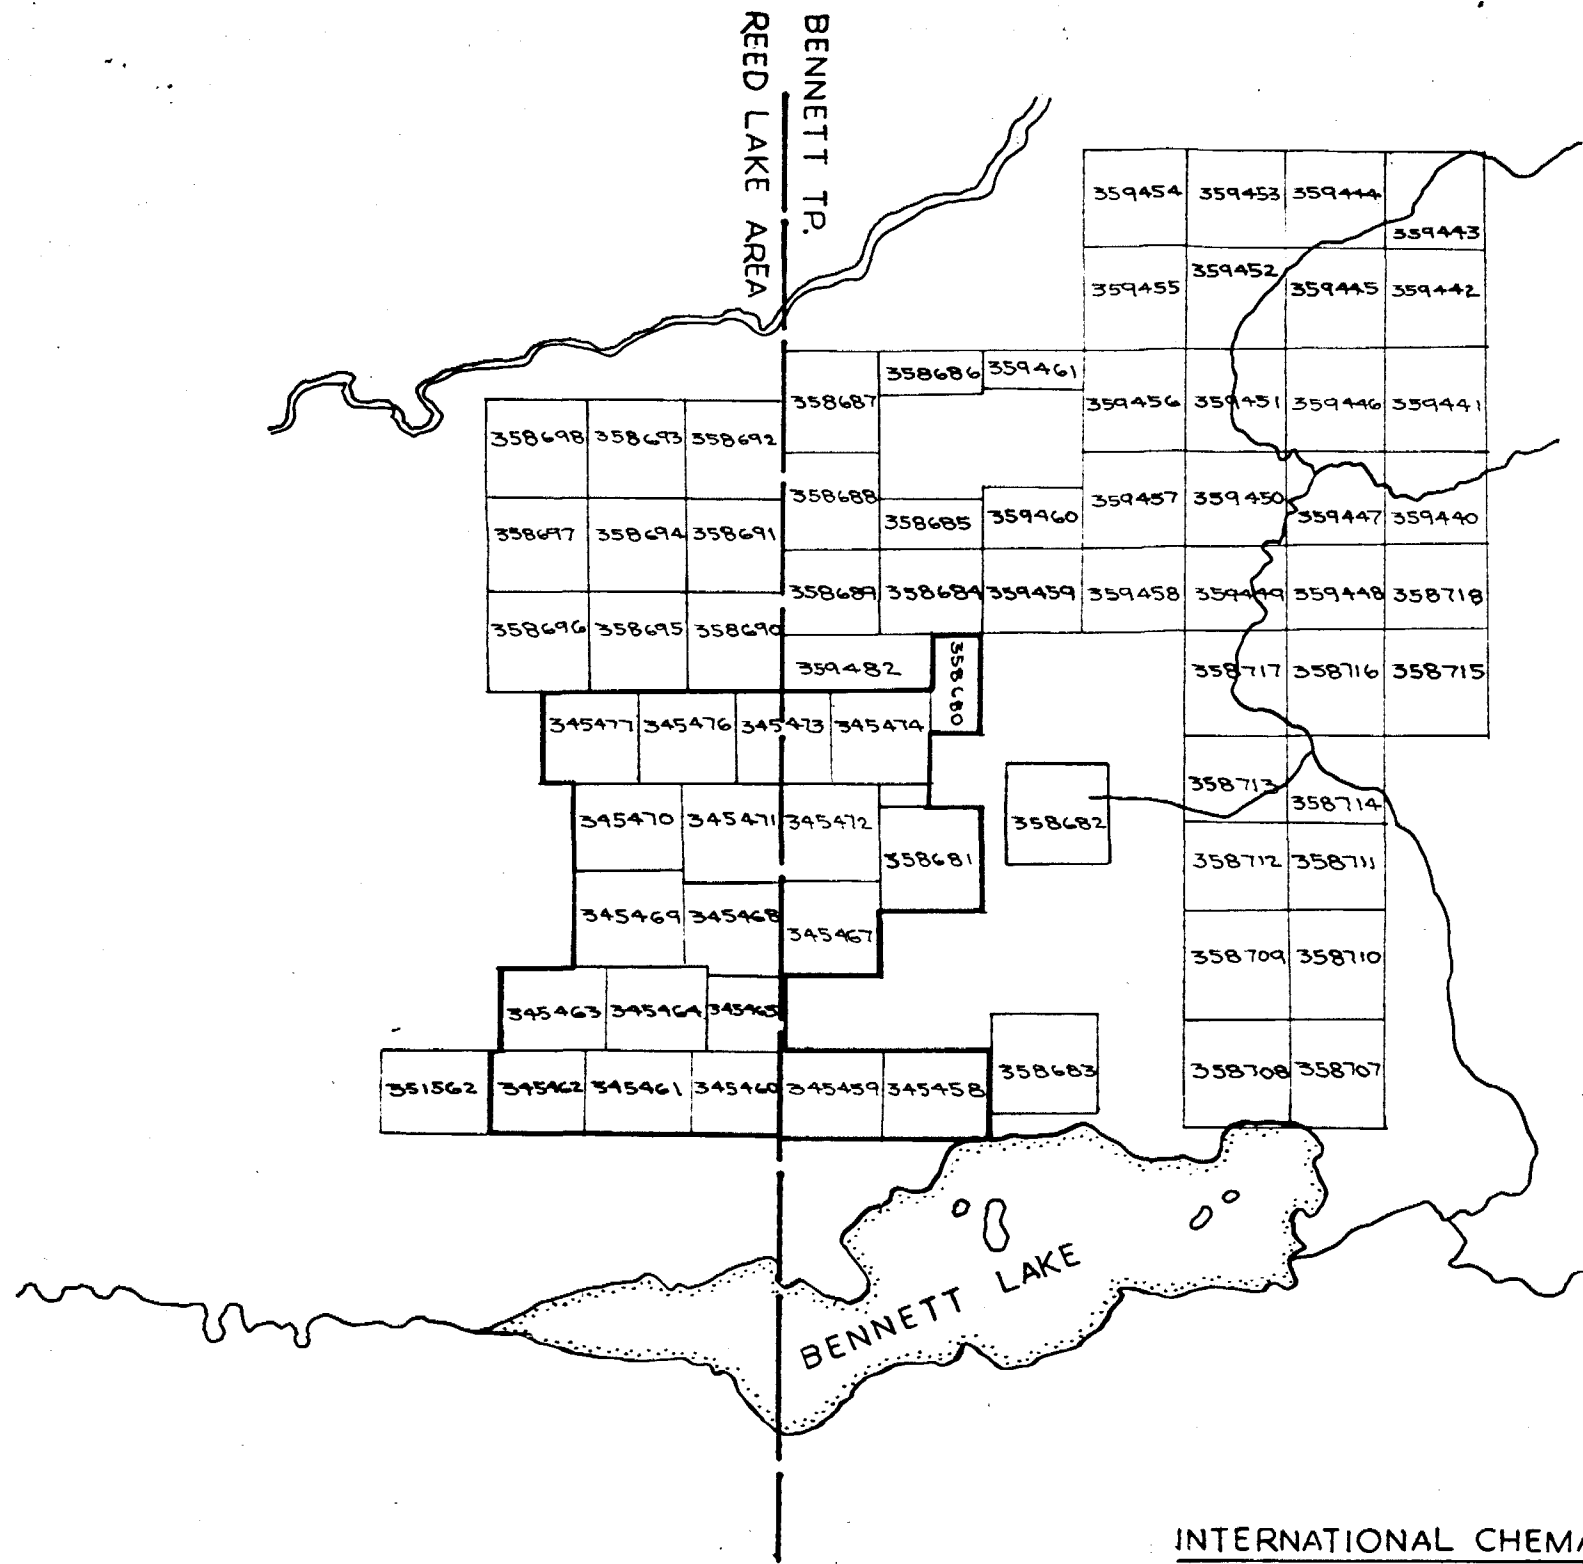 BENNETT TP.
REED LAKE AREA
359454 359453 359444
359443
359455 359452 359445 359442
358686 359461
358687 359456 359451 359446 359441
358698 358693 358692
358688 359457 359450
358685 359460 359447 359440
358697 358694 358691
358689 358684 359459 359458 359449 359448 358718
358696 358695 358690
359482 358680 358717 358716 358715
345477 345476 345473 345474
358713 358714
345470 345471 345472 358682
358681 358712 358711
345469 345468 345467
358709 358710
345463 345464 345465
351562 345462 345461 345460 345459 345458 358683 358708 358707
BENNETT LAKE
INTERNATIONAL CHEMA